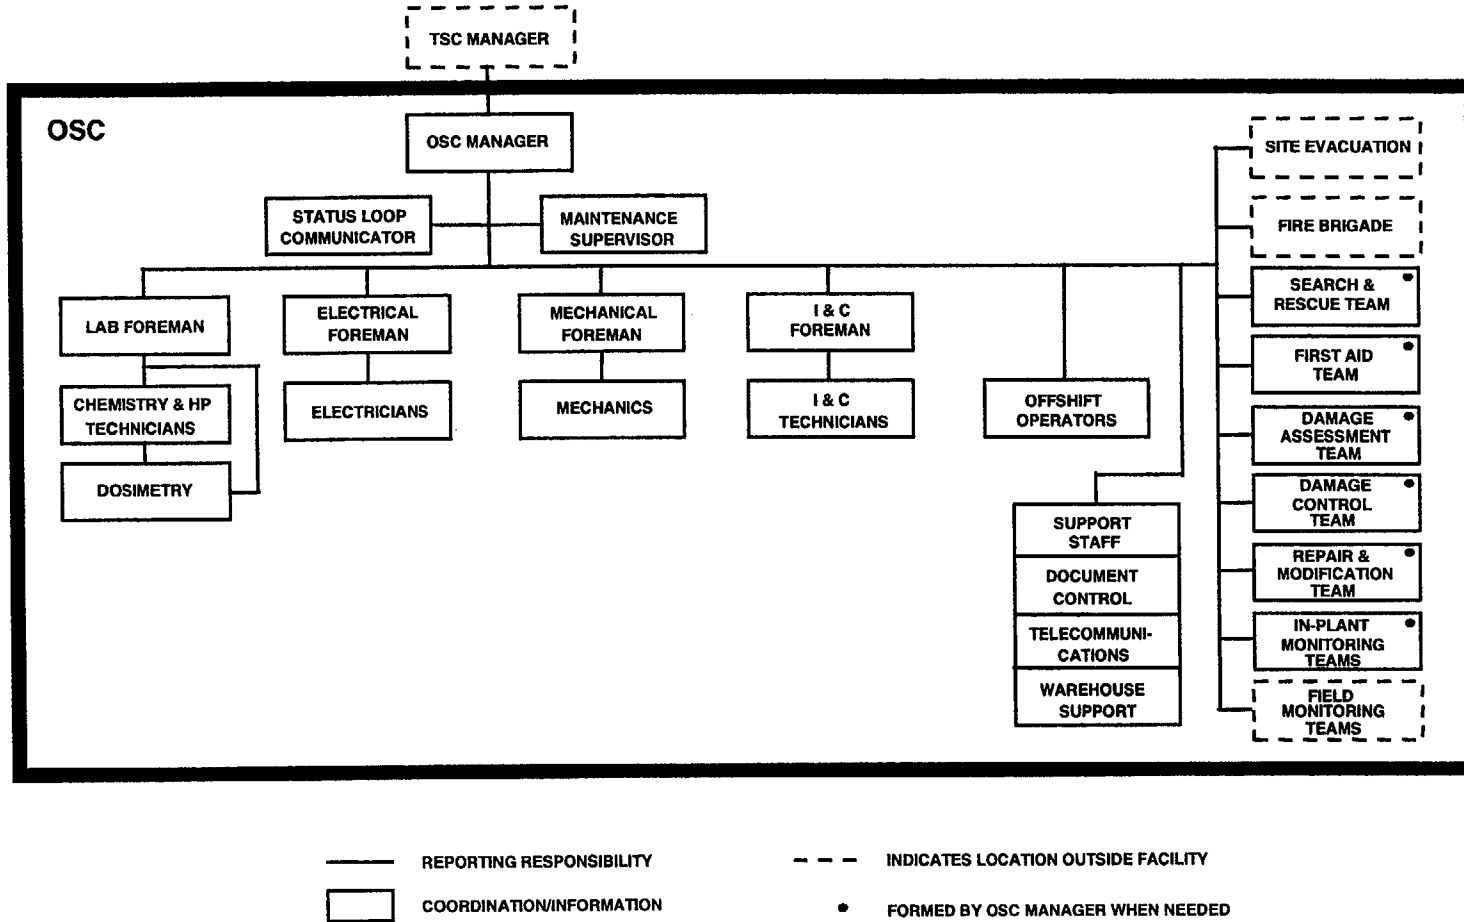 TSC MANAGER
OSC
OSC MANAGER
STATUS LOOP
COMMUNICATOR
MAINTENANCE
SUPERVISOR
LAB FOREMAN
ELECTRICAL
FOREMAN
MECHANICAL
FOREMAN
I & C
FOREMAN
CHEMISTRY & HP
TECHNICIANS
ELECTRICIANS
MECHANICS
I & C
TECHNICIANS
OFFSHIFT
OPERATORS
DOSIMETRY
SUPPORT
STAFF
DOCUMENT
CONTROL
TELECOMMUNI-
CATIONS
WAREHOUSE
SUPPORT
SITE EVACUATION
FIRE BRIGADE
SEARCH &
RESCUE TEAM
FIRST AID
TEAM
DAMAGE
ASSESSMENT
TEAM
DAMAGE
CONTROL
TEAM
REPAIR &
MODIFICATION
TEAM
IN-PLANT
MONITORING
TEAMS
FIELD
MONITORING
TEAMS
REPORTING RESPONSIBILITY
INDICATES LOCATION OUTSIDE FACILITY
COORDINATION/INFORMATION
FORMED BY OSC MANAGER WHEN NEEDED